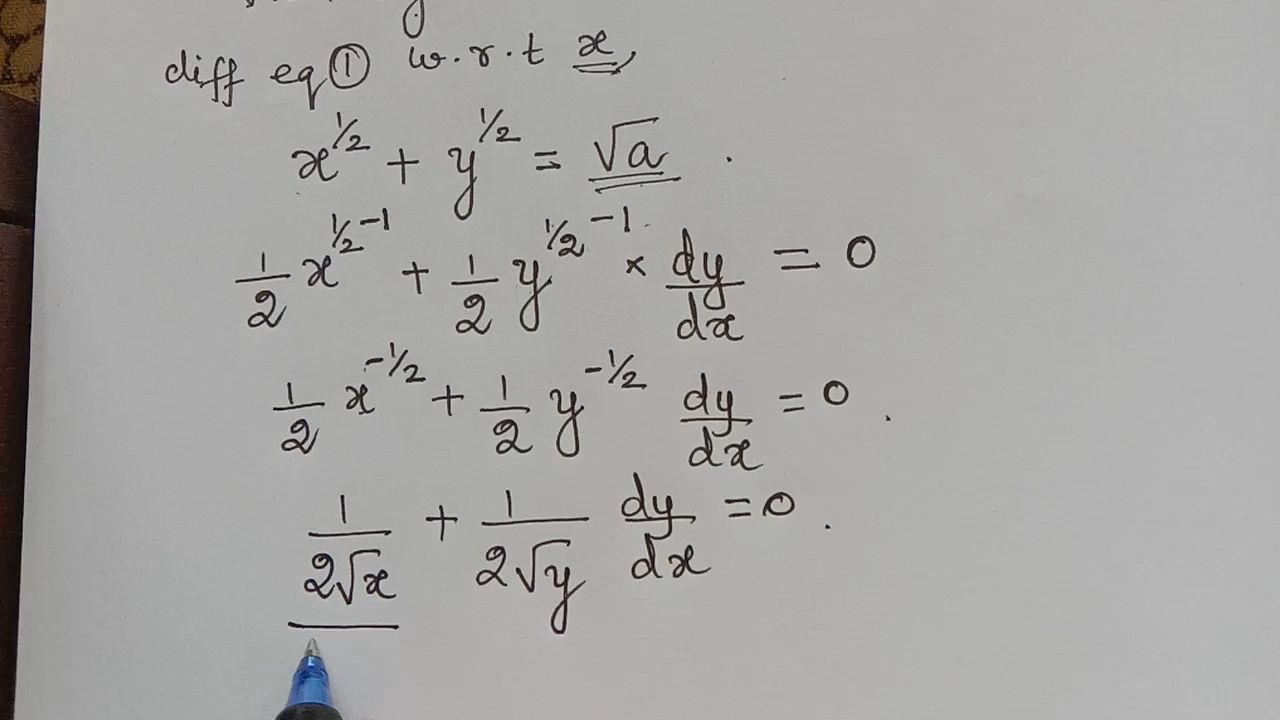 diff eq① w.r.t x,
x^{1/2} + y^{1/2} = √a .
1/2 x^{1/2 -1} + 1/2 y^{1/2 -1} × dy/dx = 0
1/2 x^{-1/2} + 1/2 y^{-1/2} dy/dx = 0 .
1/2√x + 1/2√y dy/dx = 0 .